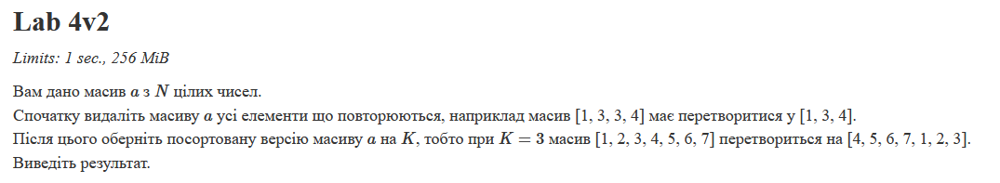 Lab 4v2
Limits: 1 sec., 256 MiB
Вам дано масив a з N цілих чисел.
Спочатку видаліть масиву a усі елементи що повторюються, наприклад масив [1, 3, 3, 4] має перетворитися у [1, 3, 4].
Після цього оберніть посортовану версію масиву a на K, тобто при K = 3 масив [1, 2, 3, 4, 5, 6, 7] перетвориться на [4, 5, 6, 7, 1, 2, 3].
Виведіть результат.